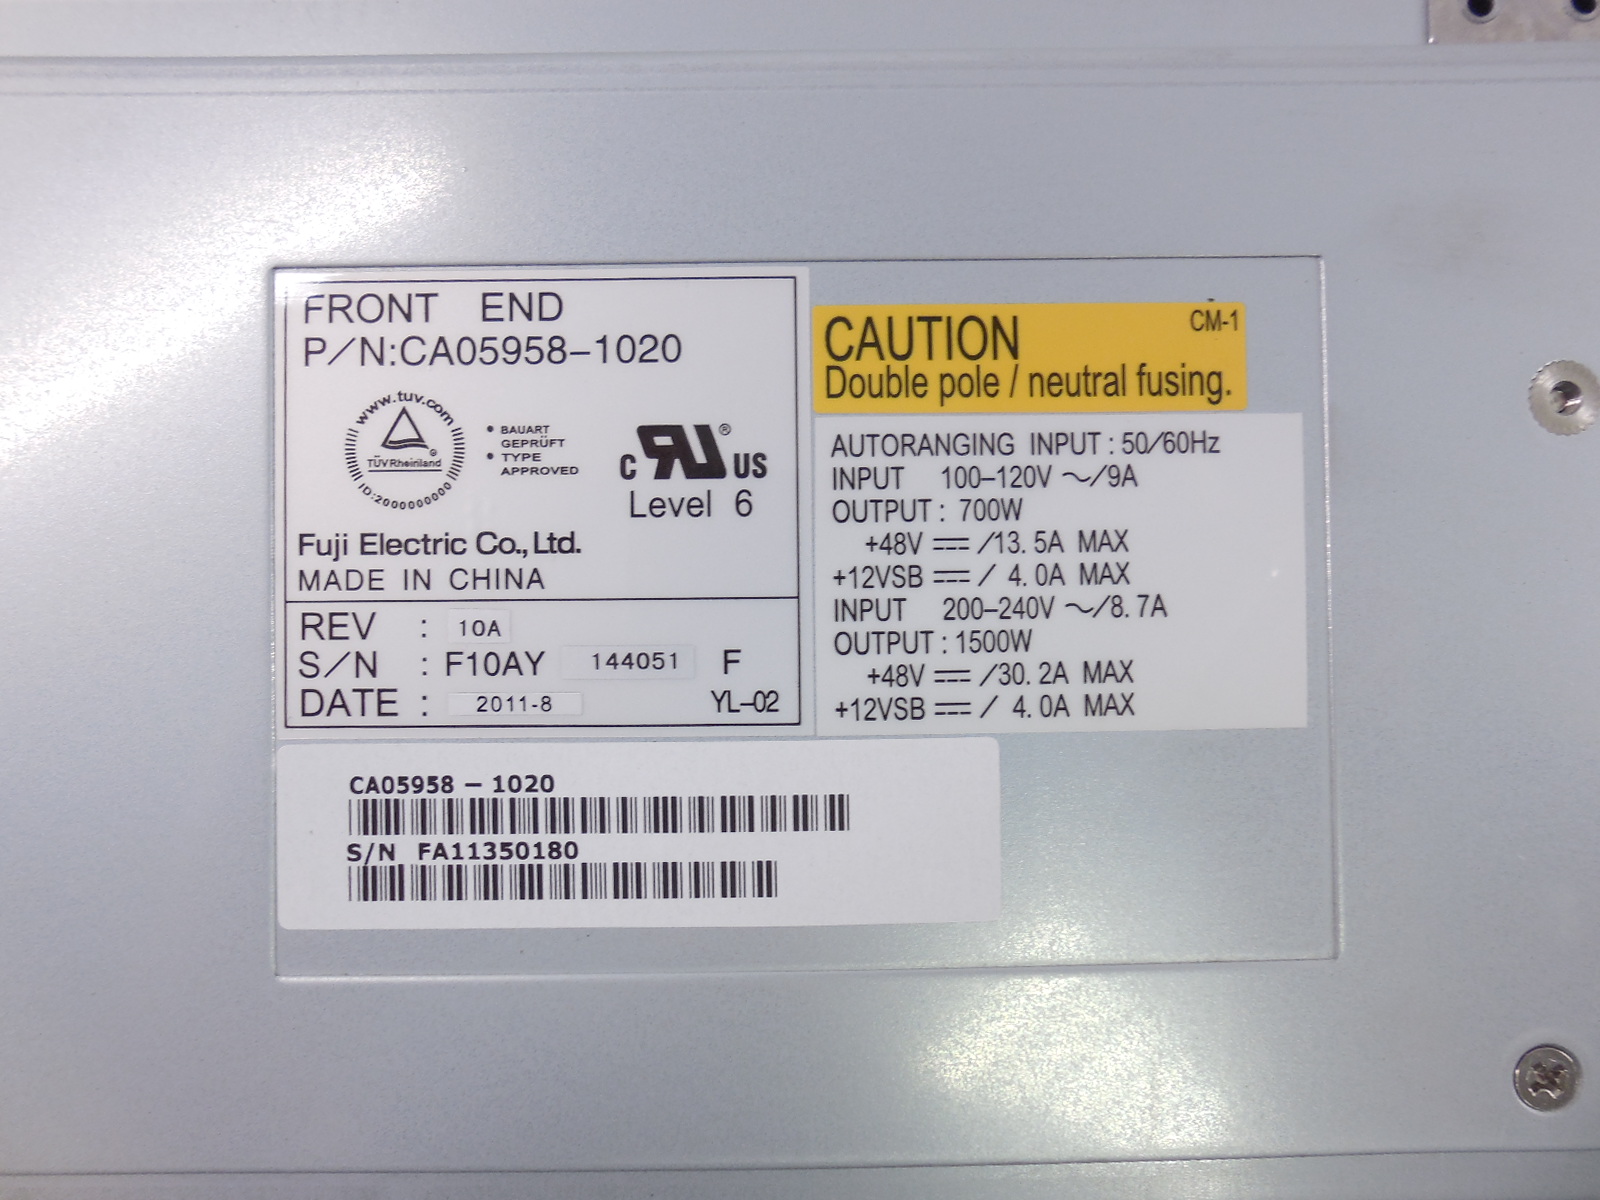 FRONT END
P/N:CA05958-1020
www.tuv.com
TÜVRheinland®
ID:2000000000
• BAUART
GEPRÜFT
• TYPE
APPROVED
C RU® US
Level 6
Fuji Electric Co., Ltd.
MADE IN CHINA
REV : 10A
S/N : F10AY 144051 F
DATE : 2011-8 YL-02
CAUTION CM-1
Double pole / neutral fusing.
AUTORANGING INPUT : 50/60Hz
INPUT 100-120V ~/9A
OUTPUT : 700W
+48V ⎓ /13.5A MAX
+12VSB ⎓ / 4.0A MAX
INPUT 200-240V ~/8.7A
OUTPUT : 1500W
+48V ⎓ /30.2A MAX
+12VSB ⎓ / 4.0A MAX
CA05958 - 1020
S/N FA11350180